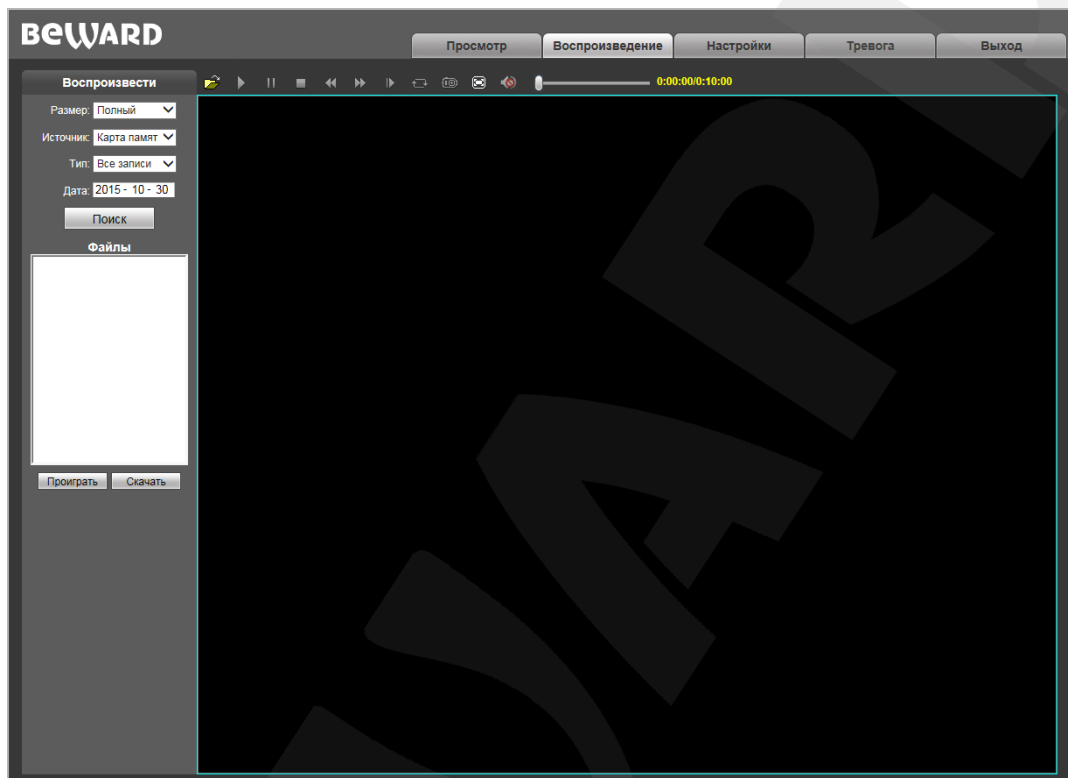 BEWARD
Просмотр
Воспроизведение
Настройки
Тревога
Выход
Воспроизвести
0:00:00/0:10:00
Размер: Полный
Источник: Карта памят
Тип: Все записи
Дата: 2015 - 10 - 30
Поиск
Файлы
Проиграть
Скачать